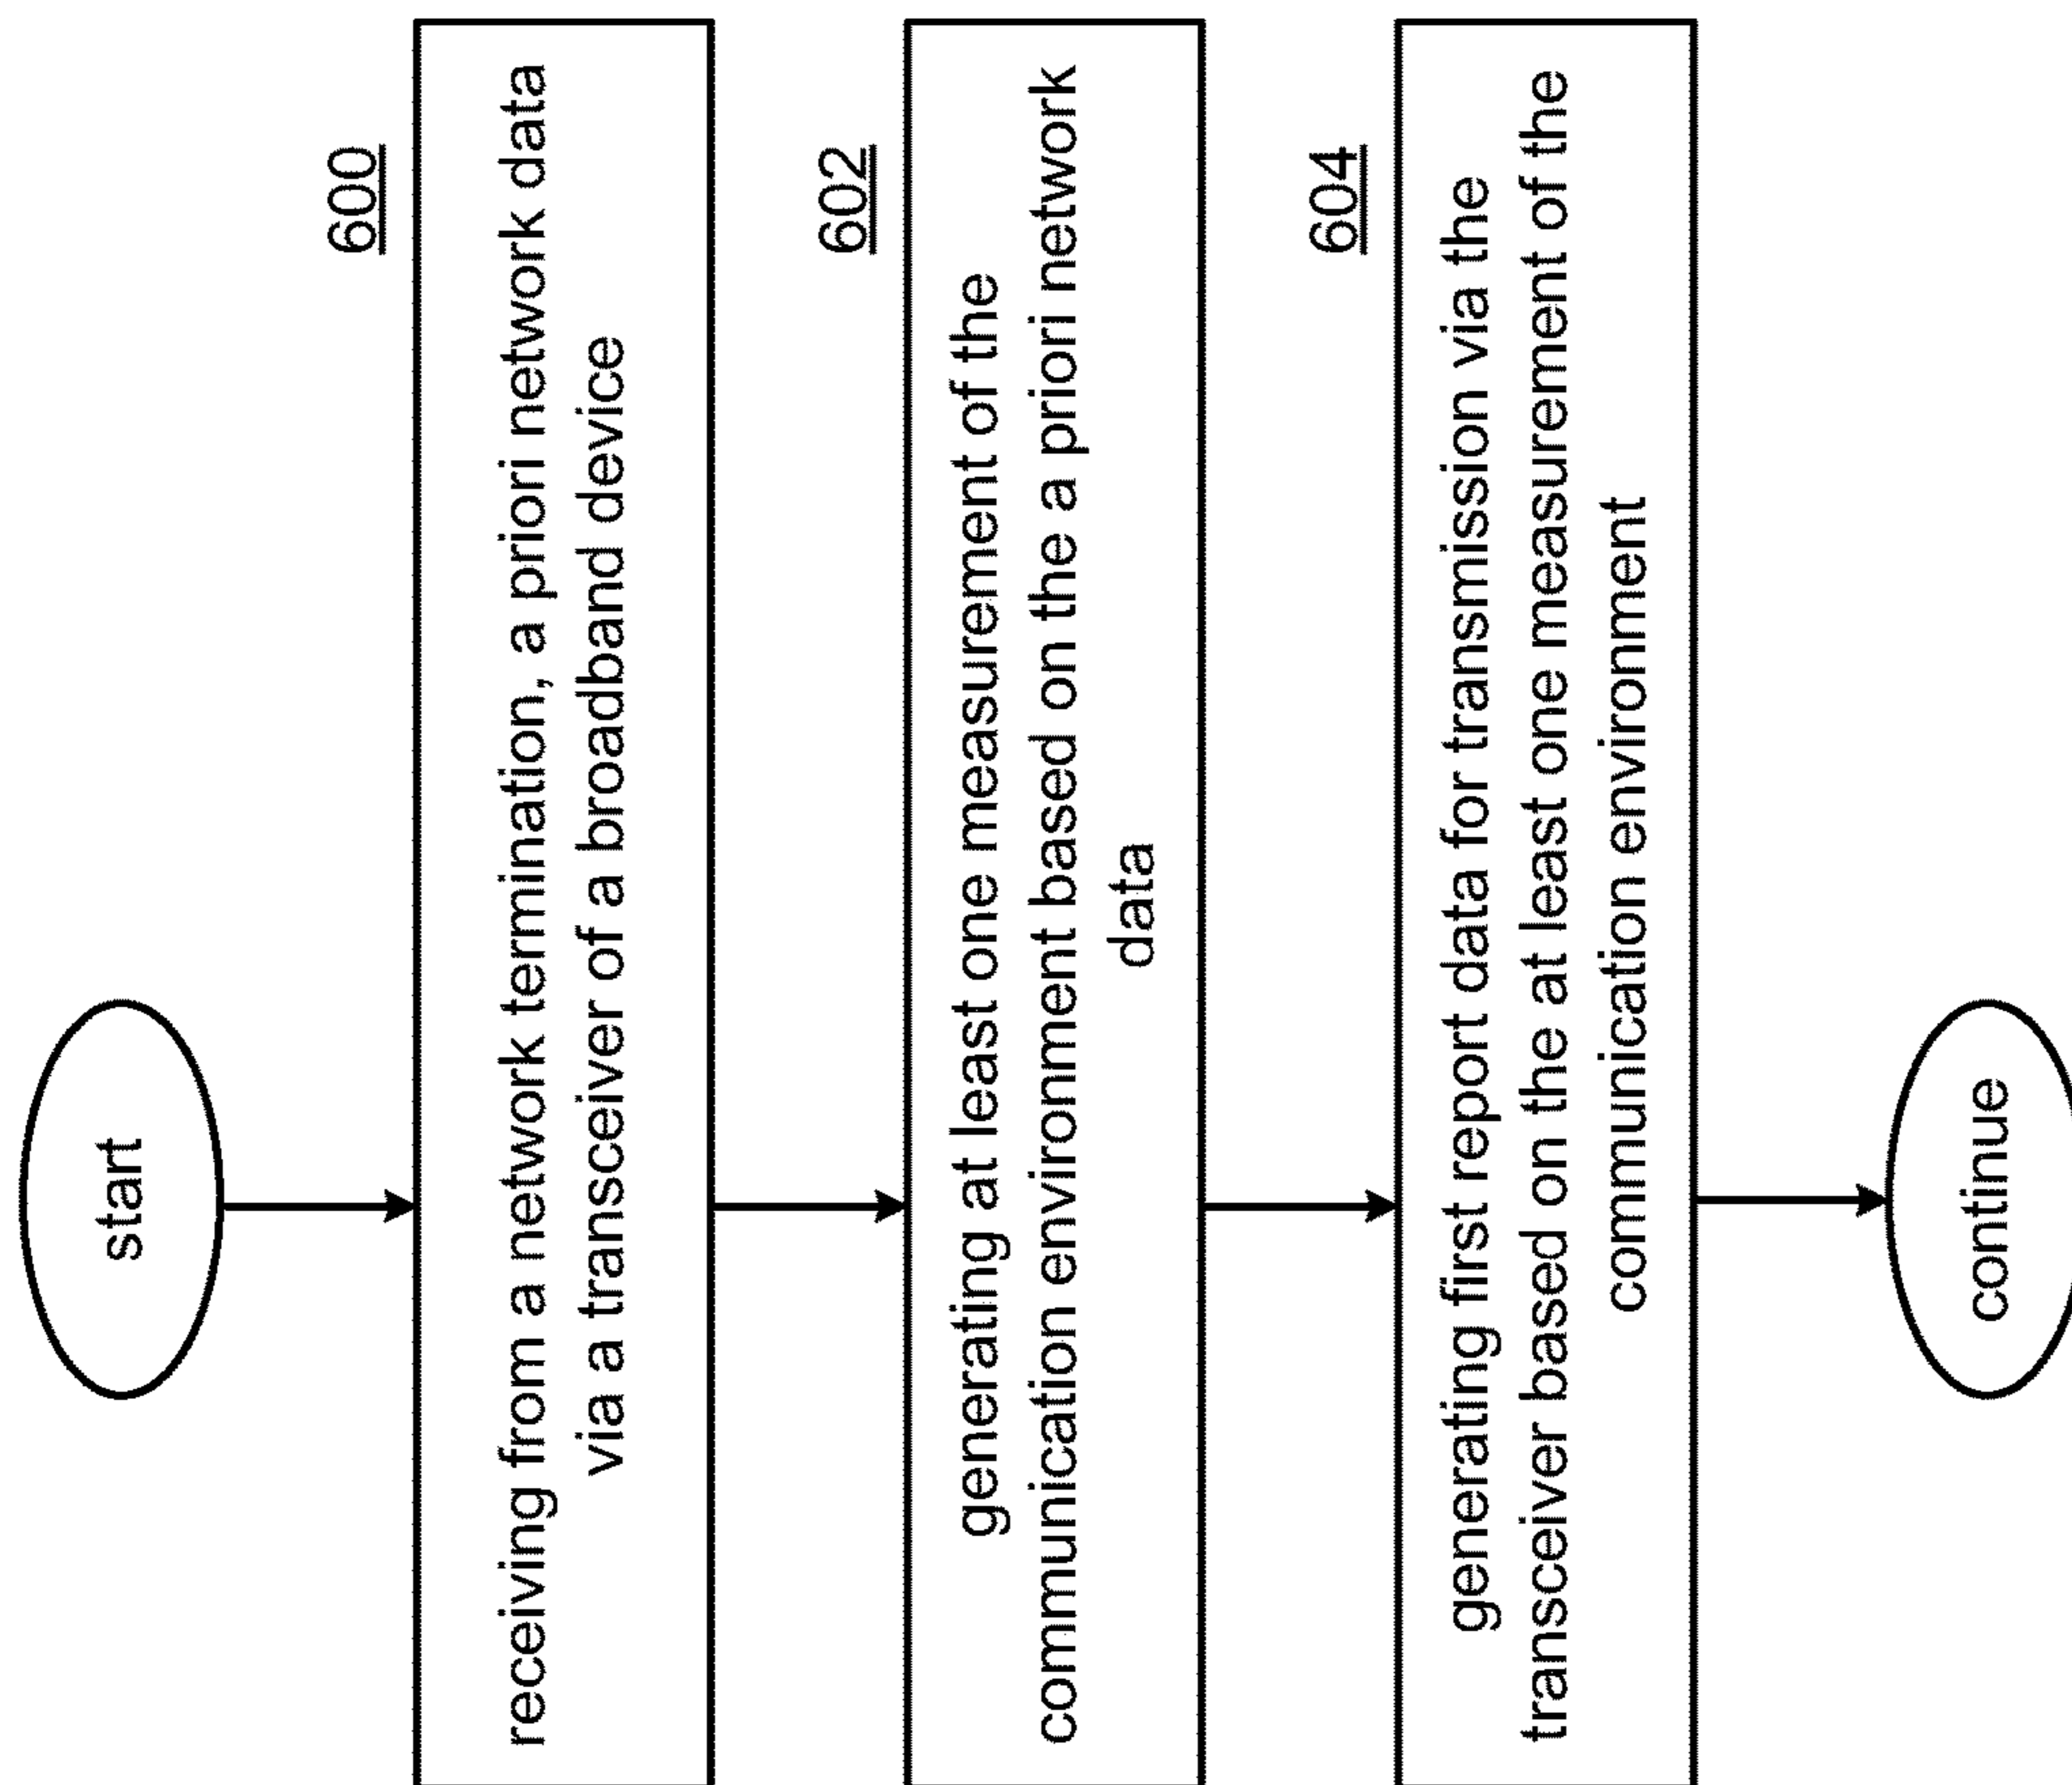 start
600
receiving from a network termination, a priori network data
via a transceiver of a broadband device
602
generating at least one measurement of the
communication environment based on the a priori network
data
604
generating first report data for transmission via the
transceiver based on the at least one measurement of the
communication environment
continue